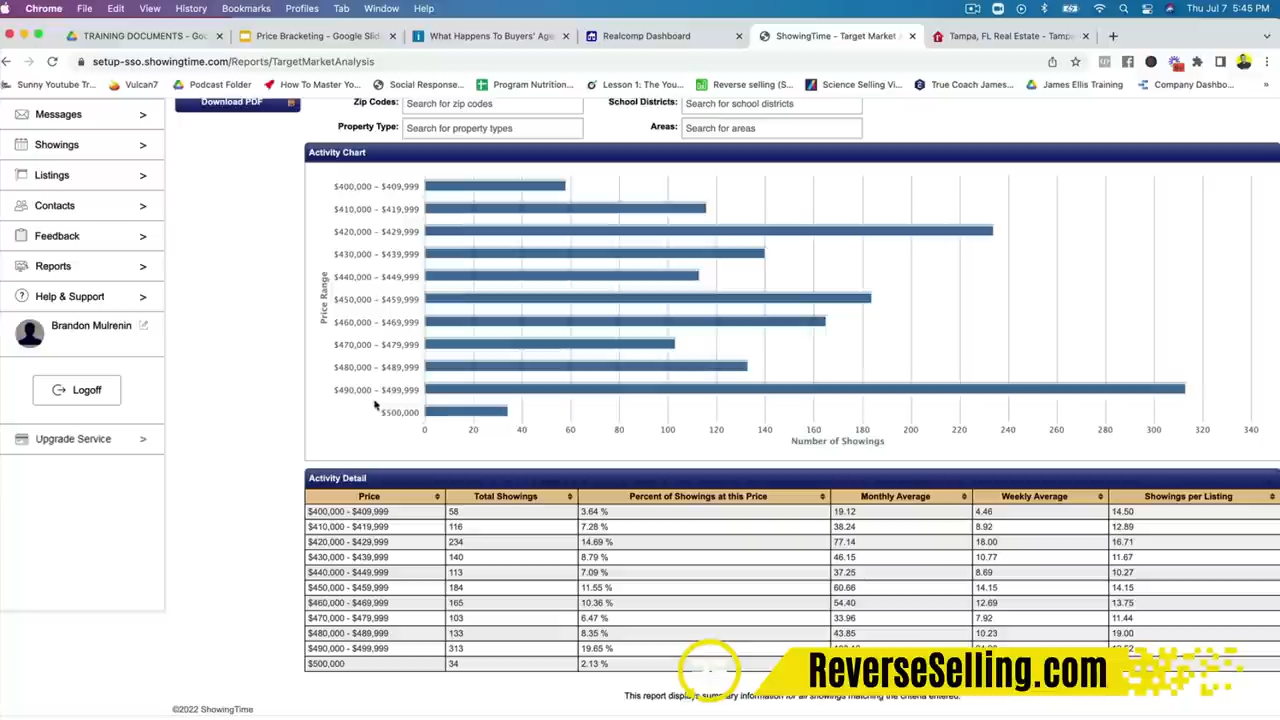 Chrome File Edit View History Bookmarks Profiles Tab Window Help Thu Jul 7 5:45 PM
TRAINING DOCUMENTS - Goo Price Bracketing - Google Slid What Happens To Buyers' Age Realcomp Dashboard ShowingTime - Target Market A Tampa, FL Real Estate - Tampa
setup-sso.showingtime.com/Reports/TargetMarketAnalysis
Sunny Youtube Tr... Vulcan7 Podcast Folder How To Master Yo... Social Response... Program Nutrition... Lesson 1: The You... Reverse selling (S... Science Selling Vi... True Coach James... James Ellis Training Company Dashbo... »
Download PDF
Zip Codes: Search for zip codes School Districts: Search for school districts
Property Type: Search for property types Areas: Search for areas
Messages >
Showings >
Listings >
Contacts >
Feedback >
Reports >
Help & Support >
Brandon Mulrenin
Logoff
Upgrade Service >
Activity Chart
Price Range
$400,000 - $409,999
$410,000 - $419,999
$420,000 - $429,999
$430,000 - $439,999
$440,000 - $449,999
$450,000 - $459,999
$460,000 - $469,999
$470,000 - $479,999
$480,000 - $489,999
$490,000 - $499,999
$500,000
0 20 40 60 80 100 120 140 160 180 200 220 240 260 280 300 320 340
Number of Showings
Activity Detail
Price Total Showings Percent of Showings at this Price Monthly Average Weekly Average Showings per Listing
$400,000 - $409,999 58 3.64 % 19.12 4.46 14.50
$410,000 - $419,999 116 7.28 % 38.24 8.92 12.89
$420,000 - $429,999 234 14.69 % 77.14 18.00 16.71
$430,000 - $439,999 140 8.79 % 46.15 10.77 11.67
$440,000 - $449,999 113 7.09 % 37.25 8.69 10.27
$450,000 - $459,999 184 11.55 % 60.66 14.15 14.15
$460,000 - $469,999 165 10.36 % 54.40 12.69 13.75
$470,000 - $479,999 103 6.47 % 33.96 7.92 11.44
$480,000 - $489,999 133 8.35 % 43.85 10.23 19.00
$490,000 - $499,999 313 19.65 %
$500,000 34 2.13 %
ReverseSelling.com
This report displays summary information for all showings matching the criteria entered.
©2022 ShowingTime